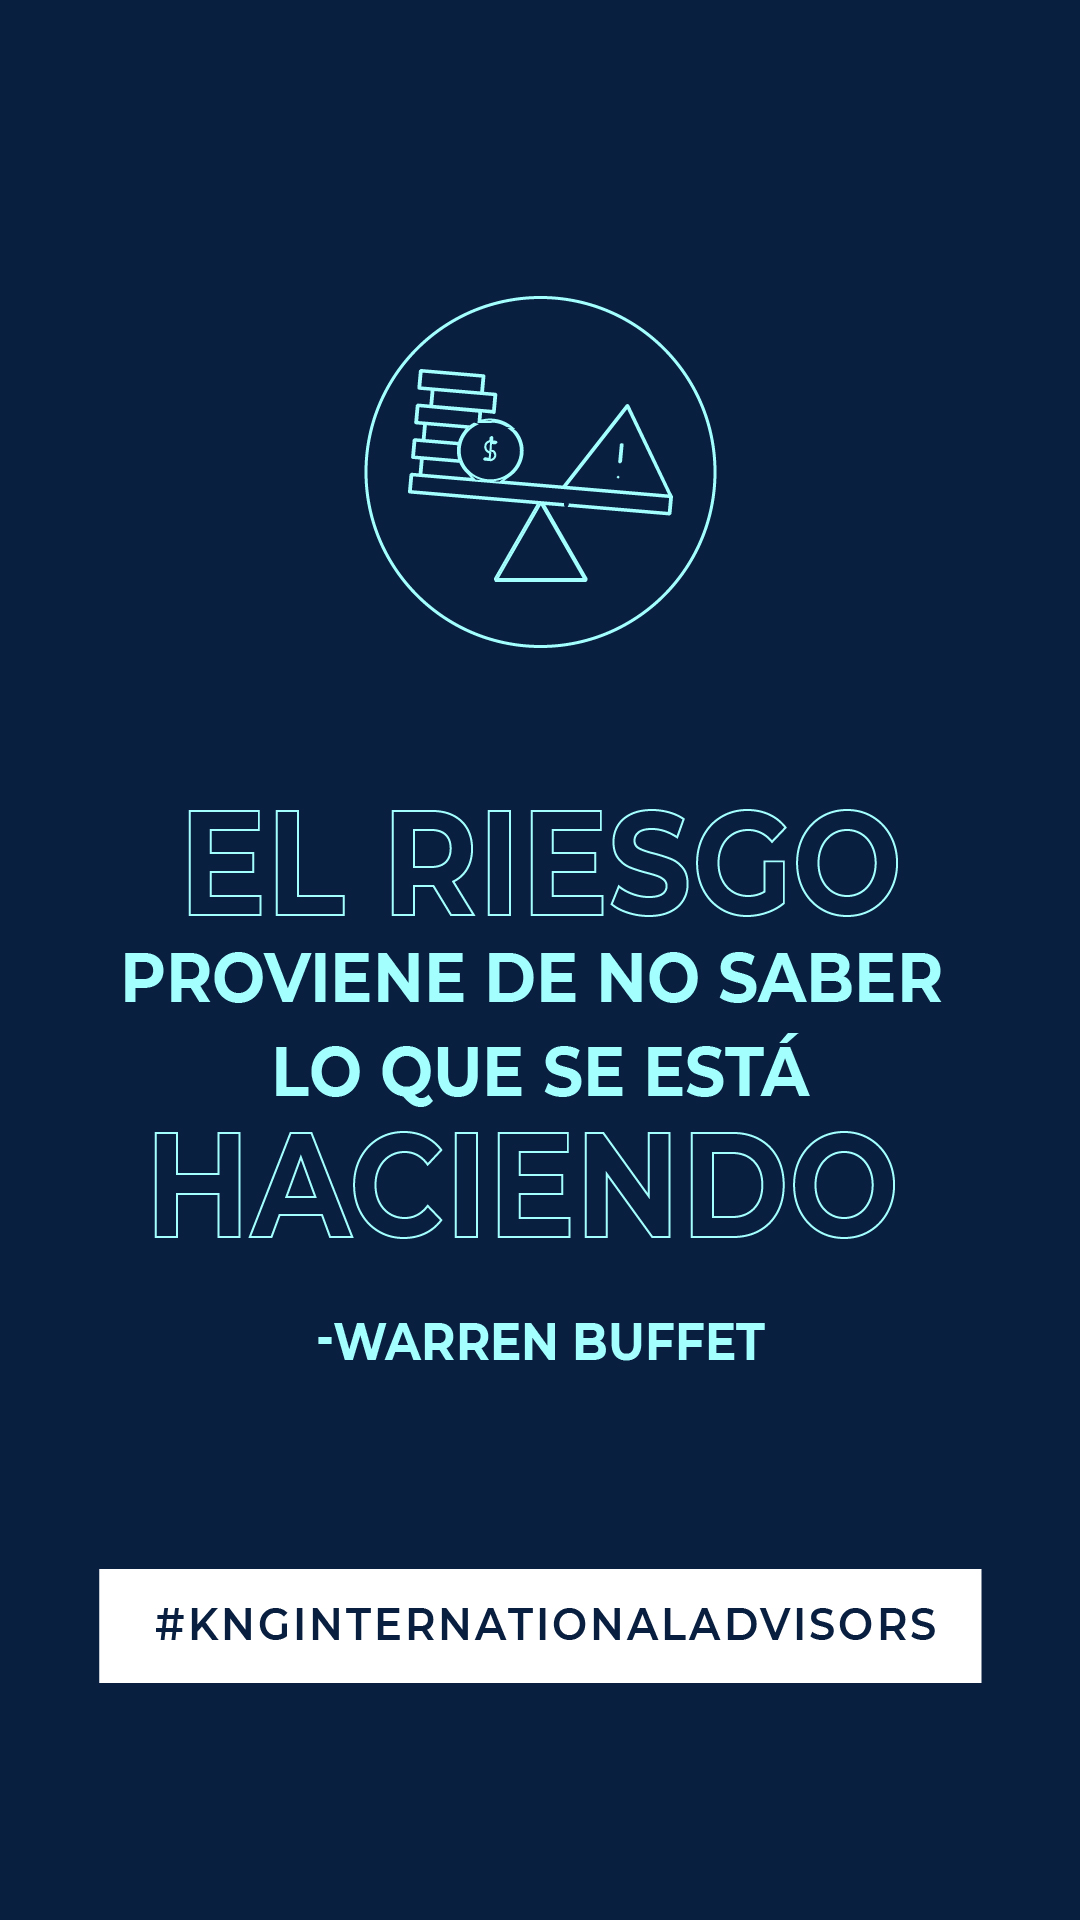 $
!
EL RIESGO
PROVIENE DE NO SABER
LO QUE SE ESTÁ
HACIENDO
-WARREN BUFFET
#KNGINTERNATIONALADVISORS